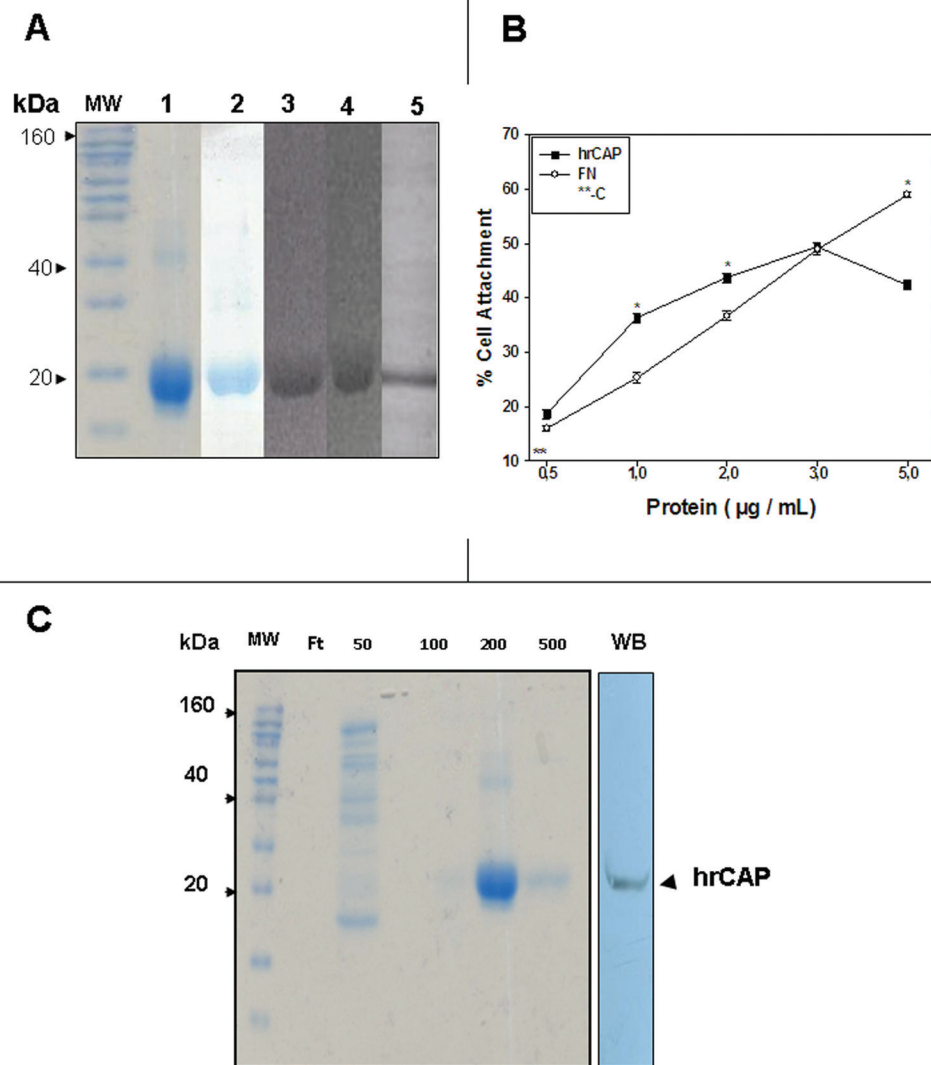 A
kDa MW 1 2 3 4 5
160
40
20
B
% Cell Attachment
70
60
50
40
30
20
10
hrCAP
FN
**-C
*
*
*
**
0,5 1,0 2,0 3,0 5,0
Protein ( µg / mL)
C
kDa MW Ft 50 100 200 500 WB
160
40
20
hrCAP